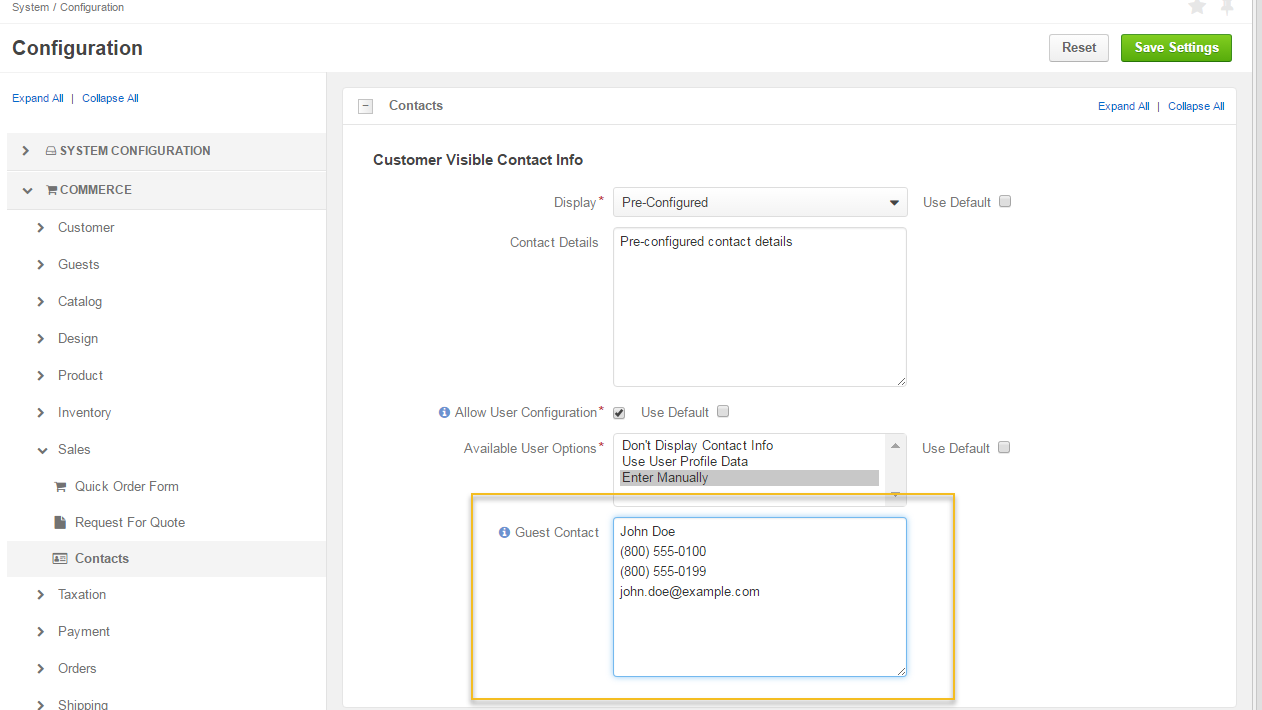 System / Configuration
Configuration
Reset
Save Settings
Expand All | Collapse All
SYSTEM CONFIGURATION
COMMERCE
Customer
Guests
Catalog
Design
Product
Inventory
Sales
Quick Order Form
Request For Quote
Contacts
Taxation
Payment
Orders
Shipping
Contacts
Expand All | Collapse All
Customer Visible Contact Info
Display* Pre-Configured Use Default
Contact Details Pre-configured contact details
Allow User Configuration* Use Default
Available User Options* Don't Display Contact Info Use Default
Use User Profile Data
Enter Manually
Guest Contact John Doe
(800) 555-0100
(800) 555-0199
john.doe@example.com